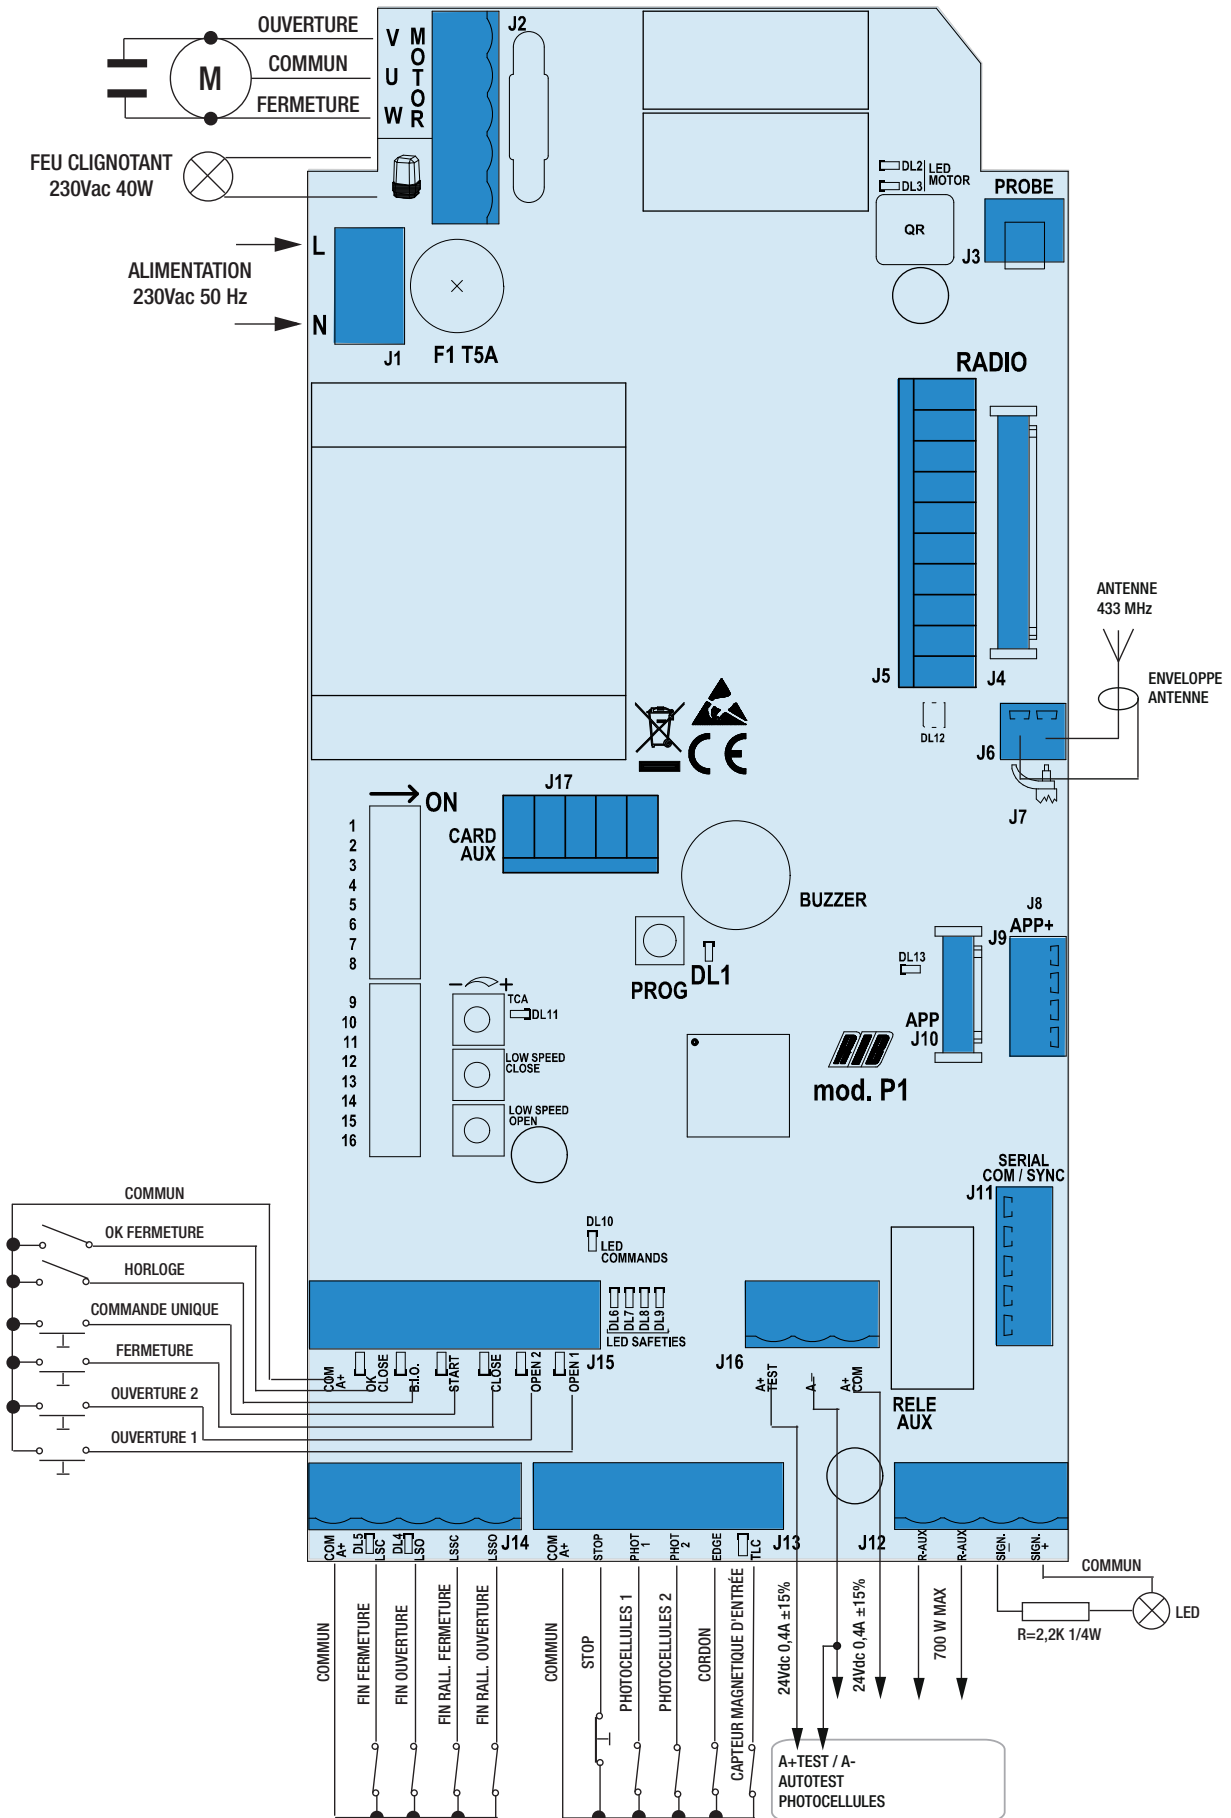 OUVERTURE
COMMUN
FERMETURE
M
V
U
W
MOTOR
J2
FEU CLIGNOTANT
230Vac 40W
L
N
ALIMENTATION
230Vac 50 Hz
J1
F1 T5A
DL2
DL3
LED
MOTOR
QR
PROBE
J3
RADIO
J5
J4
DL12
ANTENNE
433 MHz
ENVELOPPE
ANTENNE
J6
J7
CE
ON
1
2
3
4
5
6
7
8
9
10
11
12
13
14
15
16
J17
CARD
AUX
BUZZER
PROG
DL1
J8
APP+
J9
DL13
APP
J10
TCA
DL11
LOW SPEED
CLOSE
LOW SPEED
OPEN
RIB
mod. P1
SERIAL
COM / SYNC
J11
COMMUN
OK FERMETURE
HORLOGE
COMMANDE UNIQUE
FERMETURE
OUVERTURE 2
OUVERTURE 1
DL10
LED
COMMANDS
DL6
DL7
DL8
DL9
LED SAFETIES
J15
COM
A+
OK
CLOSE
B.I.O.
START
CLOSE
OPEN 2
OPEN 1
J16
A+
TEST
A-
A+
COM
RELE
AUX
J14
COM
A+
DL5
LSC
DL4
LSO
LSSC
LSSO
J13
COM
A+
STOP
PHOT
1
PHOT
2
EDGE
TLC
J12
R-AUX
R-AUX
SIGN.
-
SIGN.
+
COMMUN
LED
R=2,2K 1/4W
COMMUN
FIN FERMETURE
FIN OUVERTURE
FIN RALL. FERMETURE
FIN RALL. OUVERTURE
COMMUN
STOP
PHOTOCELLULES 1
PHOTOCELLULES 2
CORDON
CAPTEUR MAGNETIQUE D'ENTRÉE
24Vdc 0,4A ±15%
24Vdc 0,4A ±15%
700 W MAX
A+TEST / A-
AUTOTEST
PHOTOCELLULES